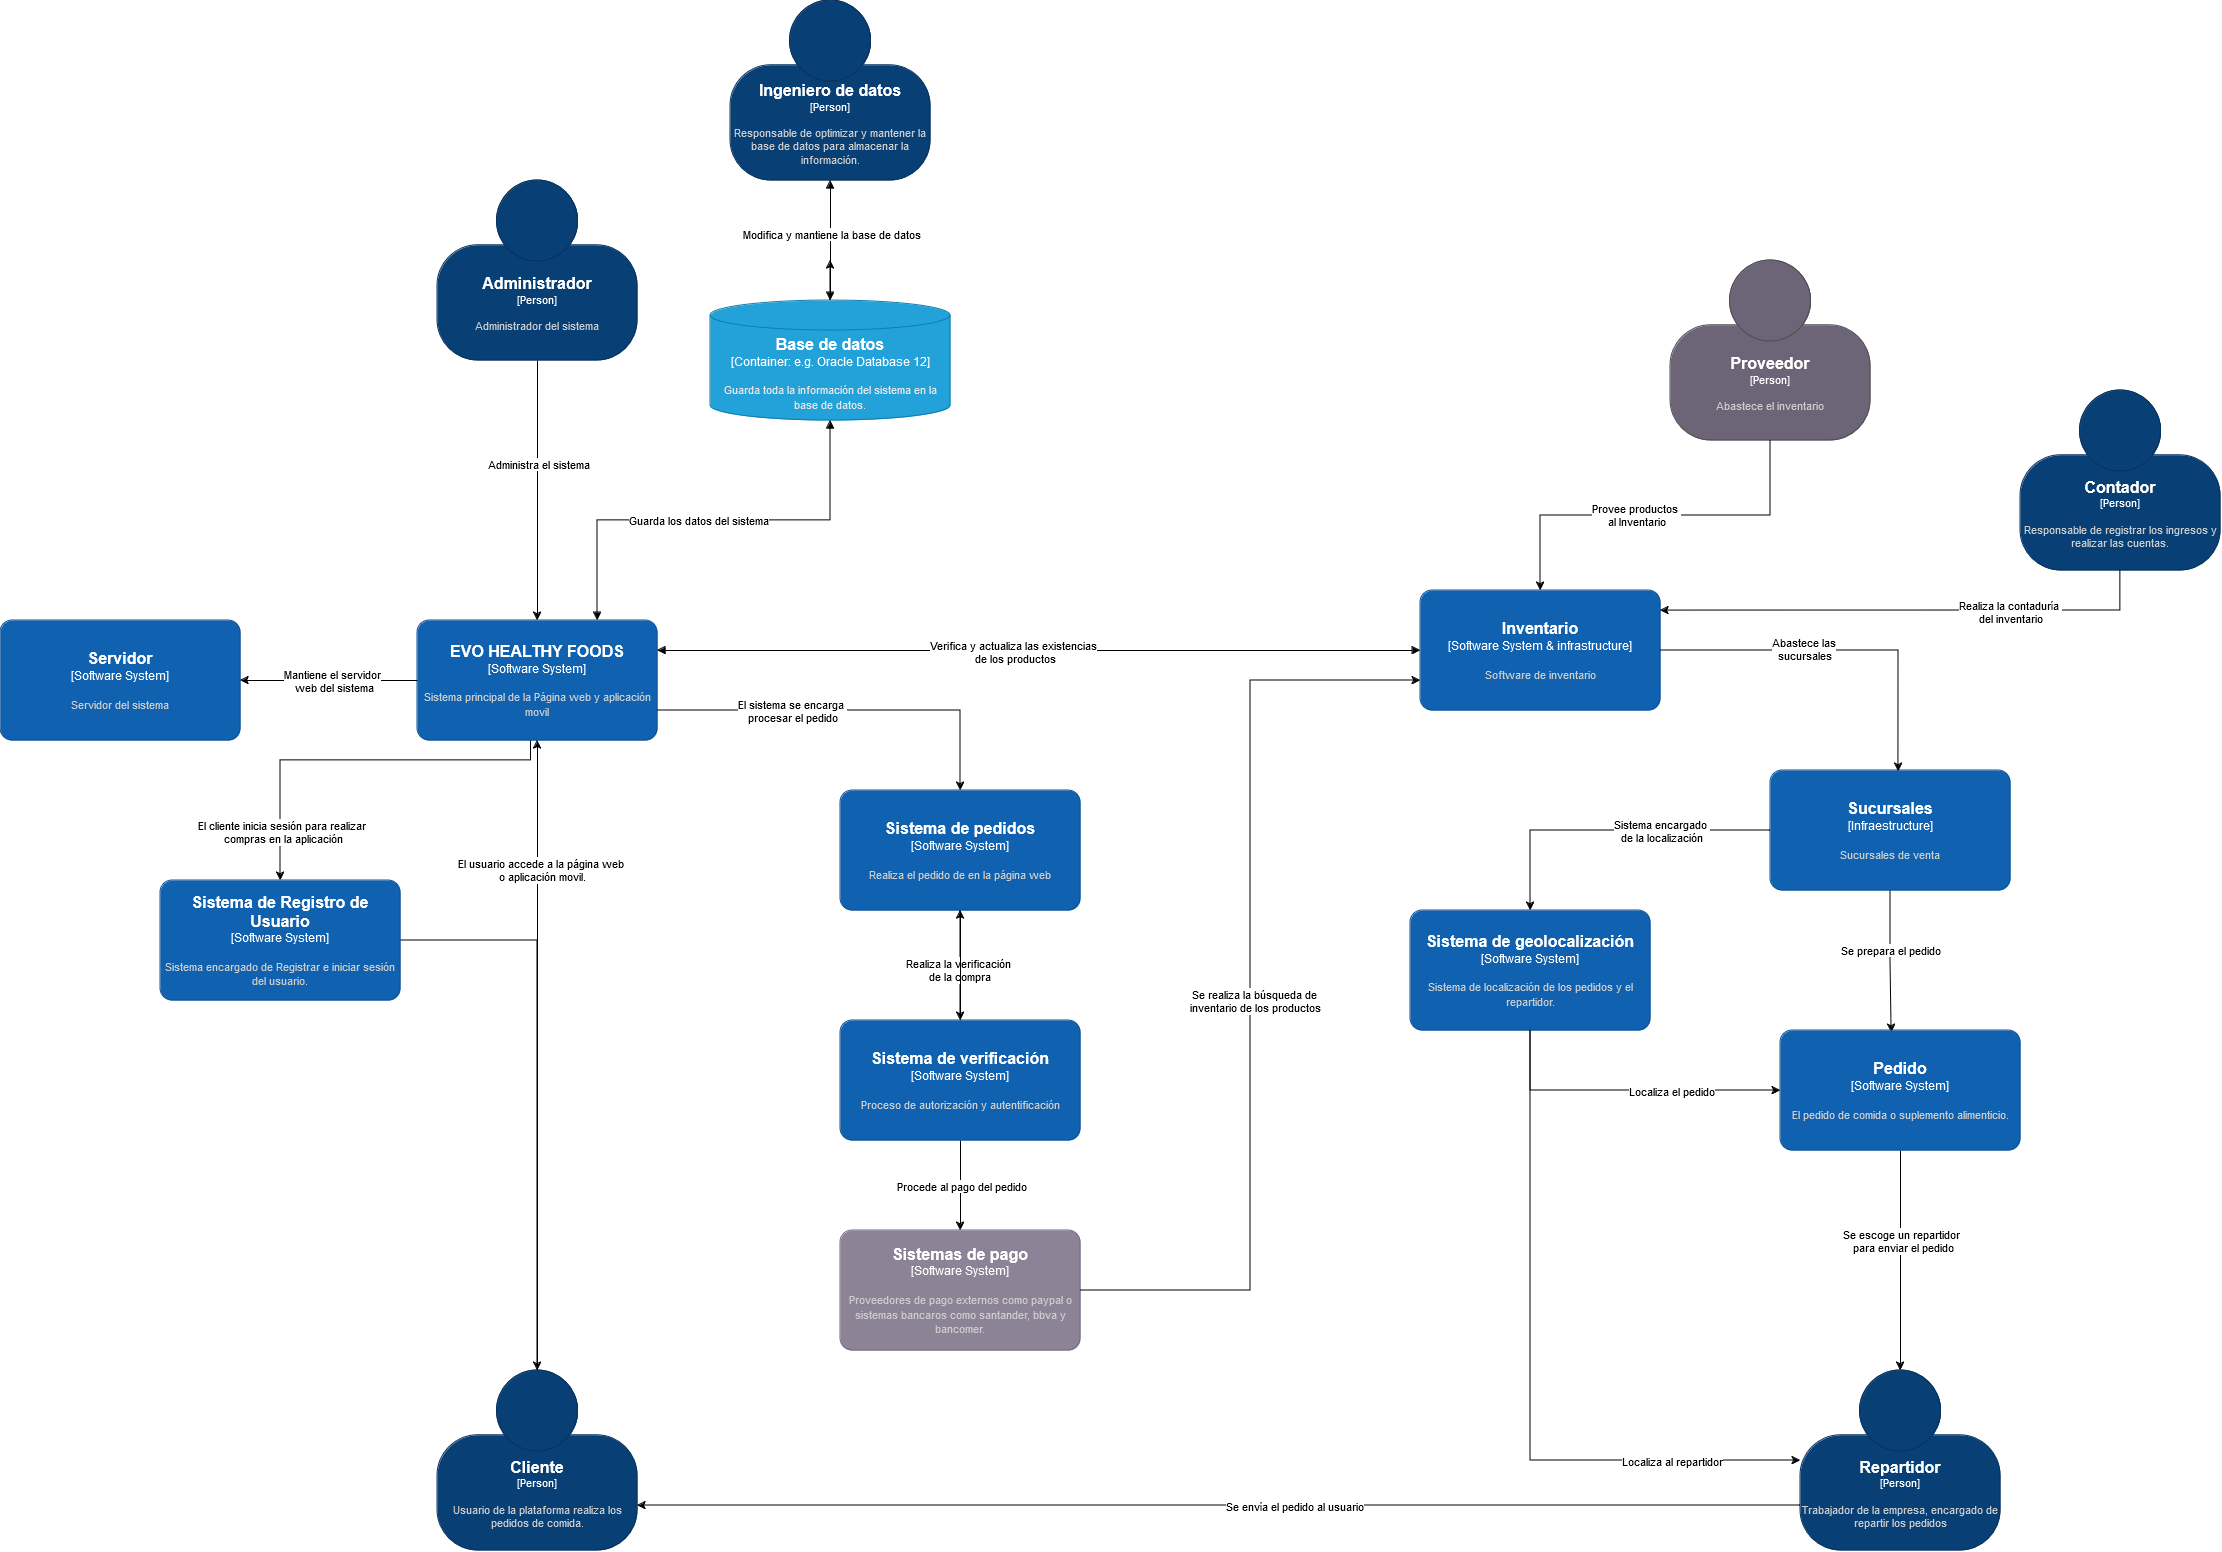 Ingeniero de datos
[Person]
Responsable de optimizar y mantener la
base de datos para almacenar la
información.
Modifica y mantiene la base de datos
Administrador
[Person]
Administrador del sistema
Base de datos
[Container: e.g. Oracle Database 12]
Guarda toda la información del sistema en la
base de datos.
Proveedor
[Person]
Abastece el inventario
Contador
[Person]
Responsable de registrar los ingresos y
realizar las cuentas.
Administra el sistema
Guarda los datos del sistema
Provee productos
al Inventario
Realiza la contaduría
del inventario
Servidor
[Software System]
Servidor del sistema
Mantiene el servidor
web del sistema
EVO HEALTHY FOODS
[Software System]
Sistema principal de la Página web y aplicación
movil
Verifica y actualiza las existencias
de los productos
Inventario
[Software System & infrastructure]
Software de inventario
Abastece las
sucursales
El sistema se encarga
procesar el pedido
El cliente inicia sesión para realizar
compras en la aplicación
El usuario accede a la página web
o aplicación movil.
Sistema de pedidos
[Software System]
Realiza el pedido de en la página web
Sistema encargado
de la localización
Sucursales
[Infraestructure]
Sucursales de venta
Sistema de Registro de
Usuario
[Software System]
Sistema encargado de Registrar e iniciar sesión
del usuario.
Realiza la verificación
de la compra
Sistema de geolocalización
[Software System]
Sistema de localización de los pedidos y el
repartidor.
Se prepara el pedido
Se realiza la búsqueda de
inventario de los productos
Sistema de verificación
[Software System]
Proceso de autorización y autentificación
Localiza el pedido
Pedido
[Software System]
El pedido de comida o suplemento alimenticio.
Procede al pago del pedido
Sistemas de pago
[Software System]
Proveedores de pago externos como paypal o
sistemas bancaros como santander, bbva y
bancomer.
Se escoge un repartidor
para enviar el pedido
Localiza al repartidor
Cliente
[Person]
Usuario de la plataforma realiza los
pedidos de comida.
Se envía el pedido al usuario
Repartidor
[Person]
Trabajador de la empresa, encargado de
repartir los pedidos